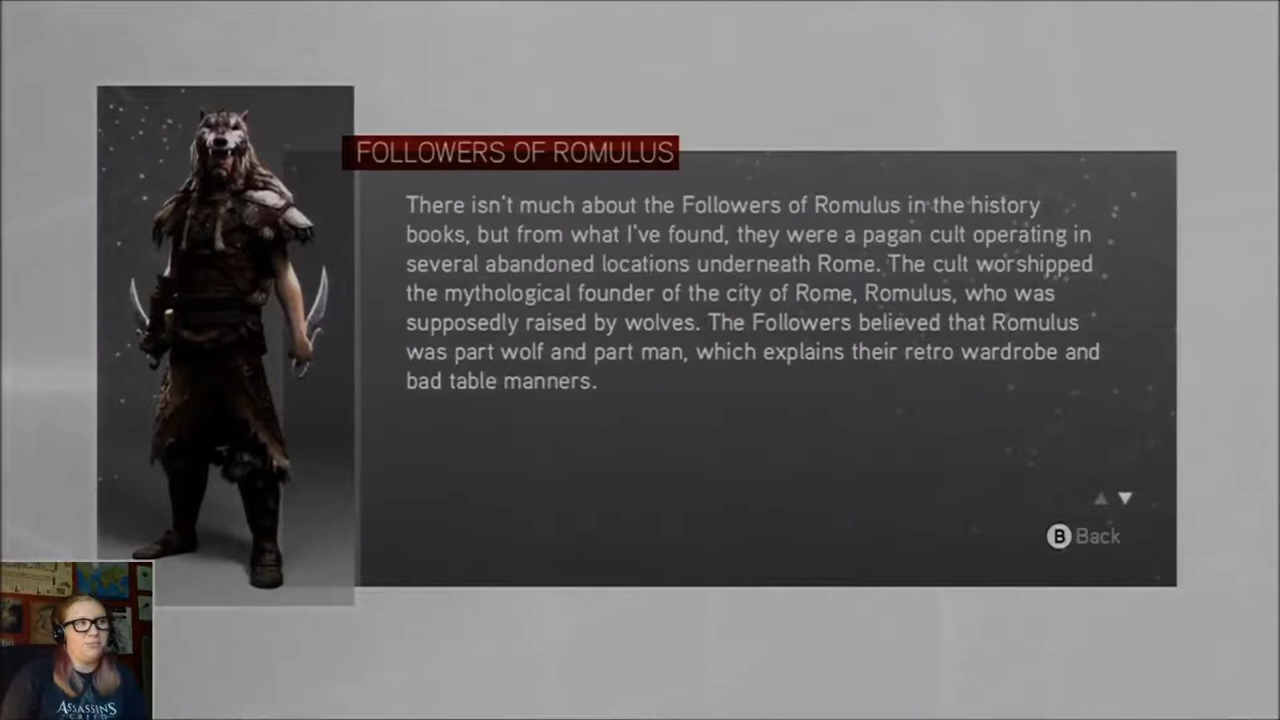 FOLLOWERS OF ROMULUS
There isn't much about the Followers of Romulus in the history
books, but from what I've found, they were a pagan cult operating in
several abandoned locations underneath Rome. The cult worshipped
the mythological founder of the city of Rome, Romulus, who was
supposedly raised by wolves. The Followers believed that Romulus
was part wolf and part man, which explains their retro wardrobe and
bad table manners.
B Back
ASSASSIN'S
CREED